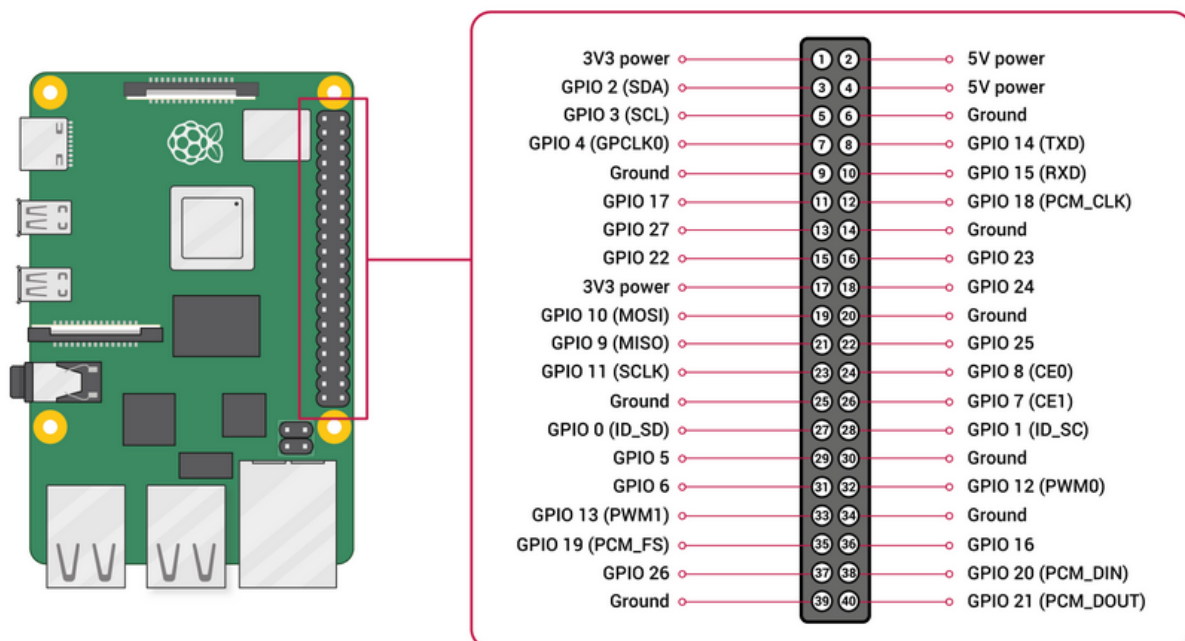 3V3 power 1 2 5V power
GPIO 2 (SDA) 3 4 5V power
GPIO 3 (SCL) 5 6 Ground
GPIO 4 (GPCLK0) 7 8 GPIO 14 (TXD)
Ground 9 10 GPIO 15 (RXD)
GPIO 17 11 12 GPIO 18 (PCM_CLK)
GPIO 27 13 14 Ground
GPIO 22 15 16 GPIO 23
3V3 power 17 18 GPIO 24
GPIO 10 (MOSI) 19 20 Ground
GPIO 9 (MISO) 21 22 GPIO 25
GPIO 11 (SCLK) 23 24 GPIO 8 (CE0)
Ground 25 26 GPIO 7 (CE1)
GPIO 0 (ID_SD) 27 28 GPIO 1 (ID_SC)
GPIO 5 29 30 Ground
GPIO 6 31 32 GPIO 12 (PWM0)
GPIO 13 (PWM1) 33 34 Ground
GPIO 19 (PCM_FS) 35 36 GPIO 16
GPIO 26 37 38 GPIO 20 (PCM_DIN)
Ground 39 40 GPIO 21 (PCM_DOUT)